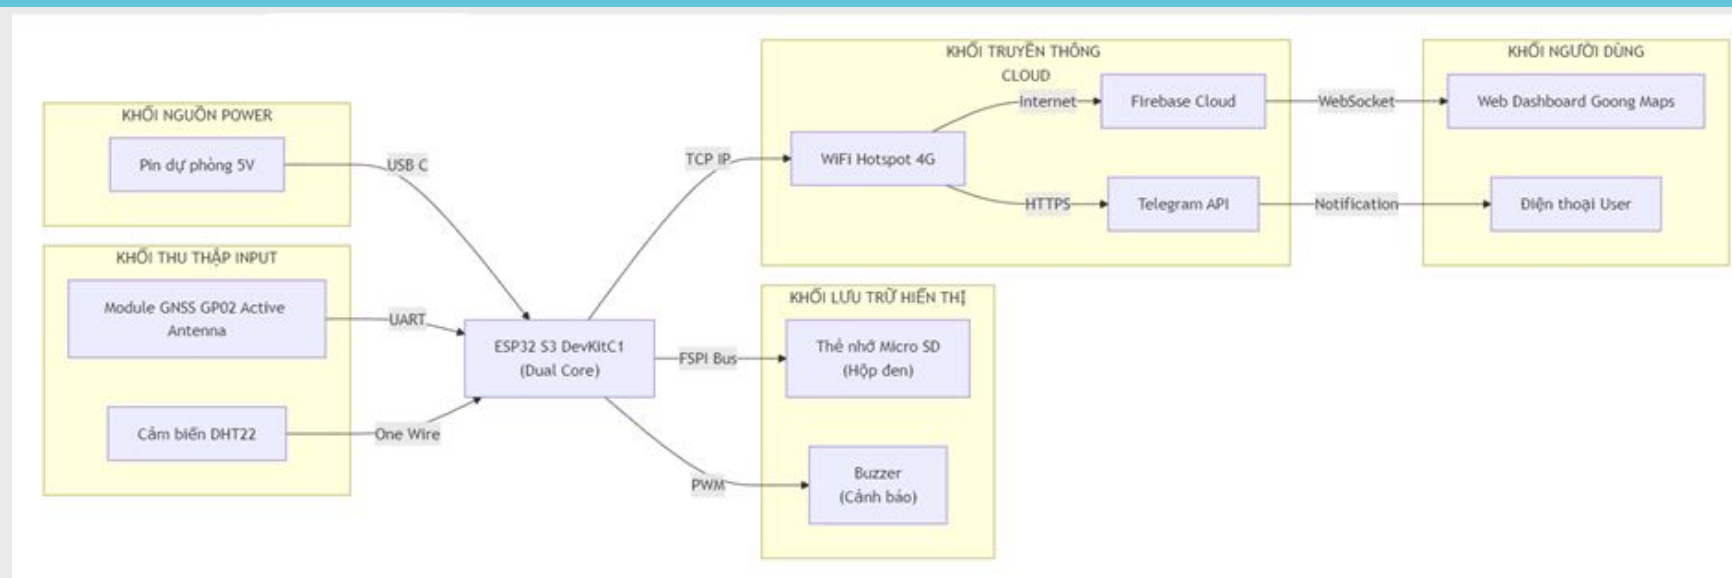 KHỐI NGUỒN POWER
Pin dự phòng 5V
USB C
KHỐI THU THẬP INPUT
Module GNSS GP02 Active
Antenna
UART
Cảm biến DHT22
One Wire
ESP32 S3 DevKitC1
(Dual Core)
TCP IP
FSPI Bus
PWM
KHỐI TRUYỀN THÔNG
CLOUD
WiFi Hotspot 4G
Internet
HTTPS
Firebase Cloud
Telegram API
WebSocket
Notification
KHỐI NGƯỜI DÙNG
Web Dashboard Goong Maps
Điện thoại User
KHỐI LƯU TRỮ HIỂN THỊ
Thẻ nhớ Micro SD
(Hộp đen)
Buzzer
(Cảnh báo)